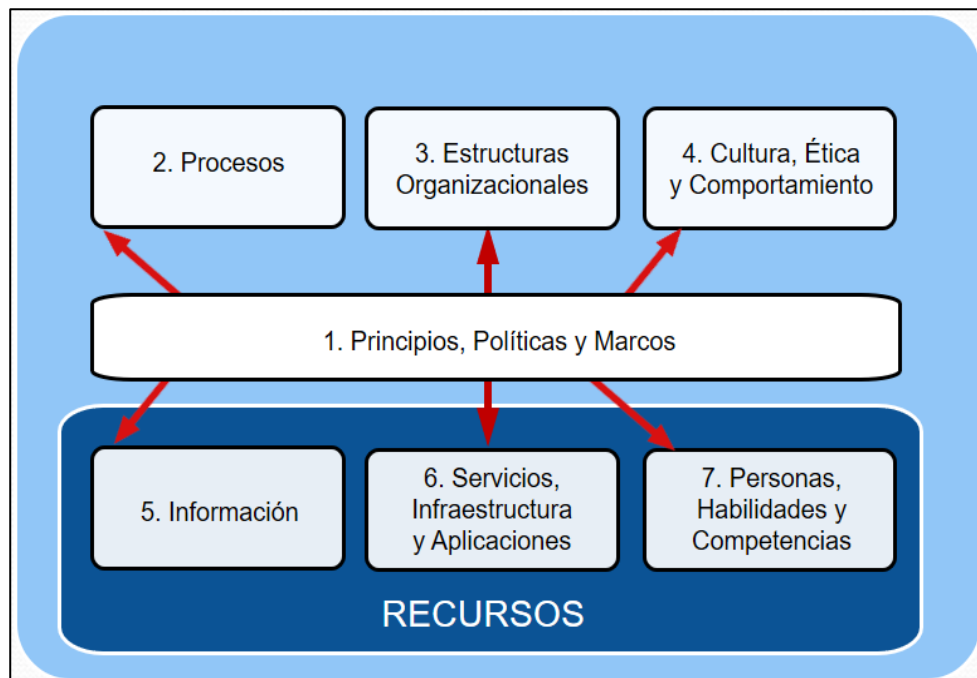 2. Procesos
3. Estructuras
Organizacionales
4. Cultura, Ética
y Comportamiento
1. Principios, Políticas y Marcos
5. Información
6. Servicios,
Infraestructura
y Aplicaciones
7. Personas,
Habilidades y
Competencias
RECURSOS